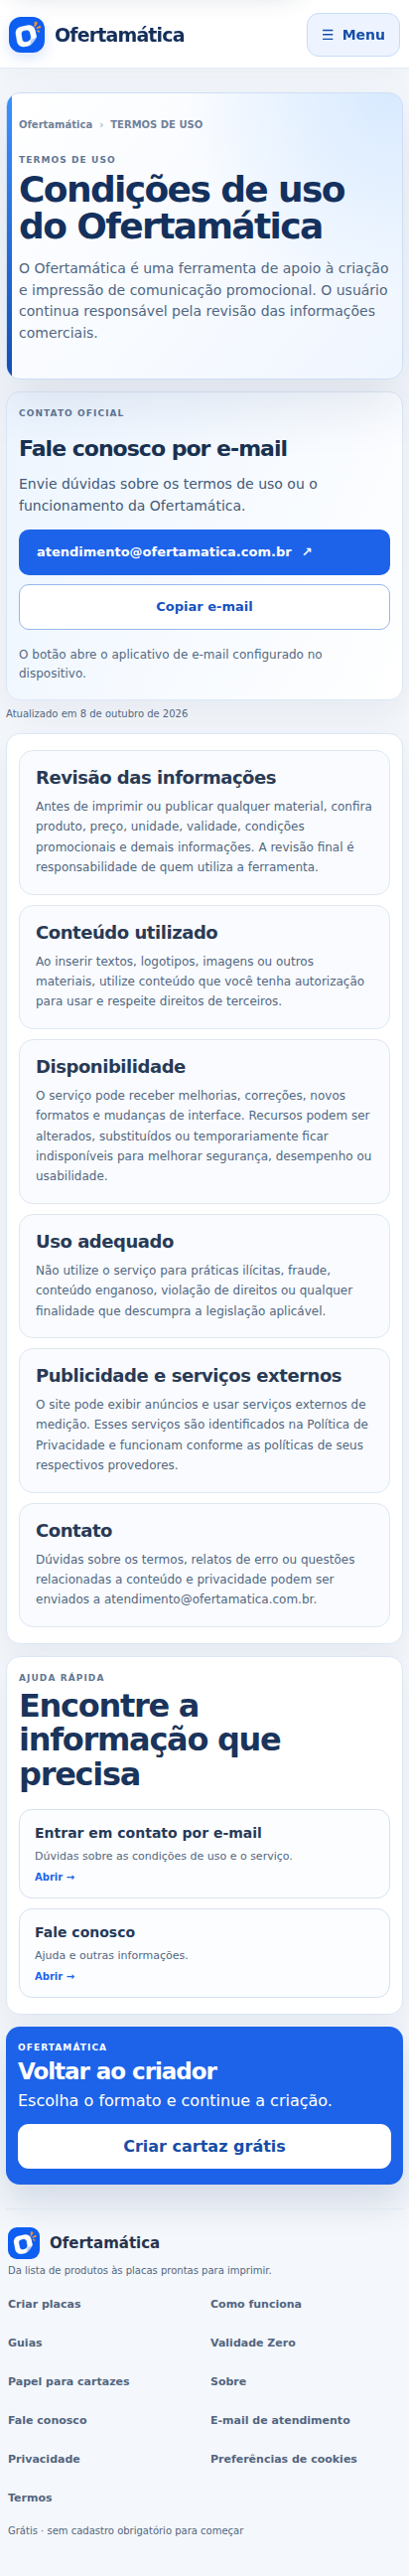 Ofertamática
☰ Menu
Ofertamática › TERMOS DE USO
TERMOS DE USO
Condições de uso
do Ofertamática
O Ofertamática é uma ferramenta de apoio à criação
e impressão de comunicação promocional. O usuário
continua responsável pela revisão das informações
comerciais.
CONTATO OFICIAL
Fale conosco por e-mail
Envie dúvidas sobre os termos de uso ou o
funcionamento da Ofertamática.
atendimento@ofertamatica.com.br ↗
Copiar e-mail
O botão abre o aplicativo de e-mail configurado no
dispositivo.
Atualizado em 8 de outubro de 2026
Revisão das informações
Antes de imprimir ou publicar qualquer material, confira
produto, preço, unidade, validade, condições
promocionais e demais informações. A revisão final é
responsabilidade de quem utiliza a ferramenta.
Conteúdo utilizado
Ao inserir textos, logotipos, imagens ou outros
materiais, utilize conteúdo que você tenha autorização
para usar e respeite direitos de terceiros.
Disponibilidade
O serviço pode receber melhorias, correções, novos
formatos e mudanças de interface. Recursos podem ser
alterados, substituídos ou temporariamente ficar
indisponíveis para melhorar segurança, desempenho ou
usabilidade.
Uso adequado
Não utilize o serviço para práticas ilícitas, fraude,
conteúdo enganoso, violação de direitos ou qualquer
finalidade que descumpra a legislação aplicável.
Publicidade e serviços externos
O site pode exibir anúncios e usar serviços externos de
medição. Esses serviços são identificados na Política de
Privacidade e funcionam conforme as políticas de seus
respectivos provedores.
Contato
Dúvidas sobre os termos, relatos de erro ou questões
relacionadas a conteúdo e privacidade podem ser
enviados a atendimento@ofertamatica.com.br.
AJUDA RÁPIDA
Encontre a
informação que
precisa
Entrar em contato por e-mail
Dúvidas sobre as condições de uso e o serviço.
Abrir →
Fale conosco
Ajuda e outras informações.
Abrir →
OFERTAMÁTICA
Voltar ao criador
Escolha o formato e continue a criação.
Criar cartaz grátis
Ofertamática
Da lista de produtos às placas prontas para imprimir.
Criar placas
Como funciona
Guias
Validade Zero
Papel para cartazes
Sobre
Fale conosco
E-mail de atendimento
Privacidade
Preferências de cookies
Termos
Grátis · sem cadastro obrigatório para começar